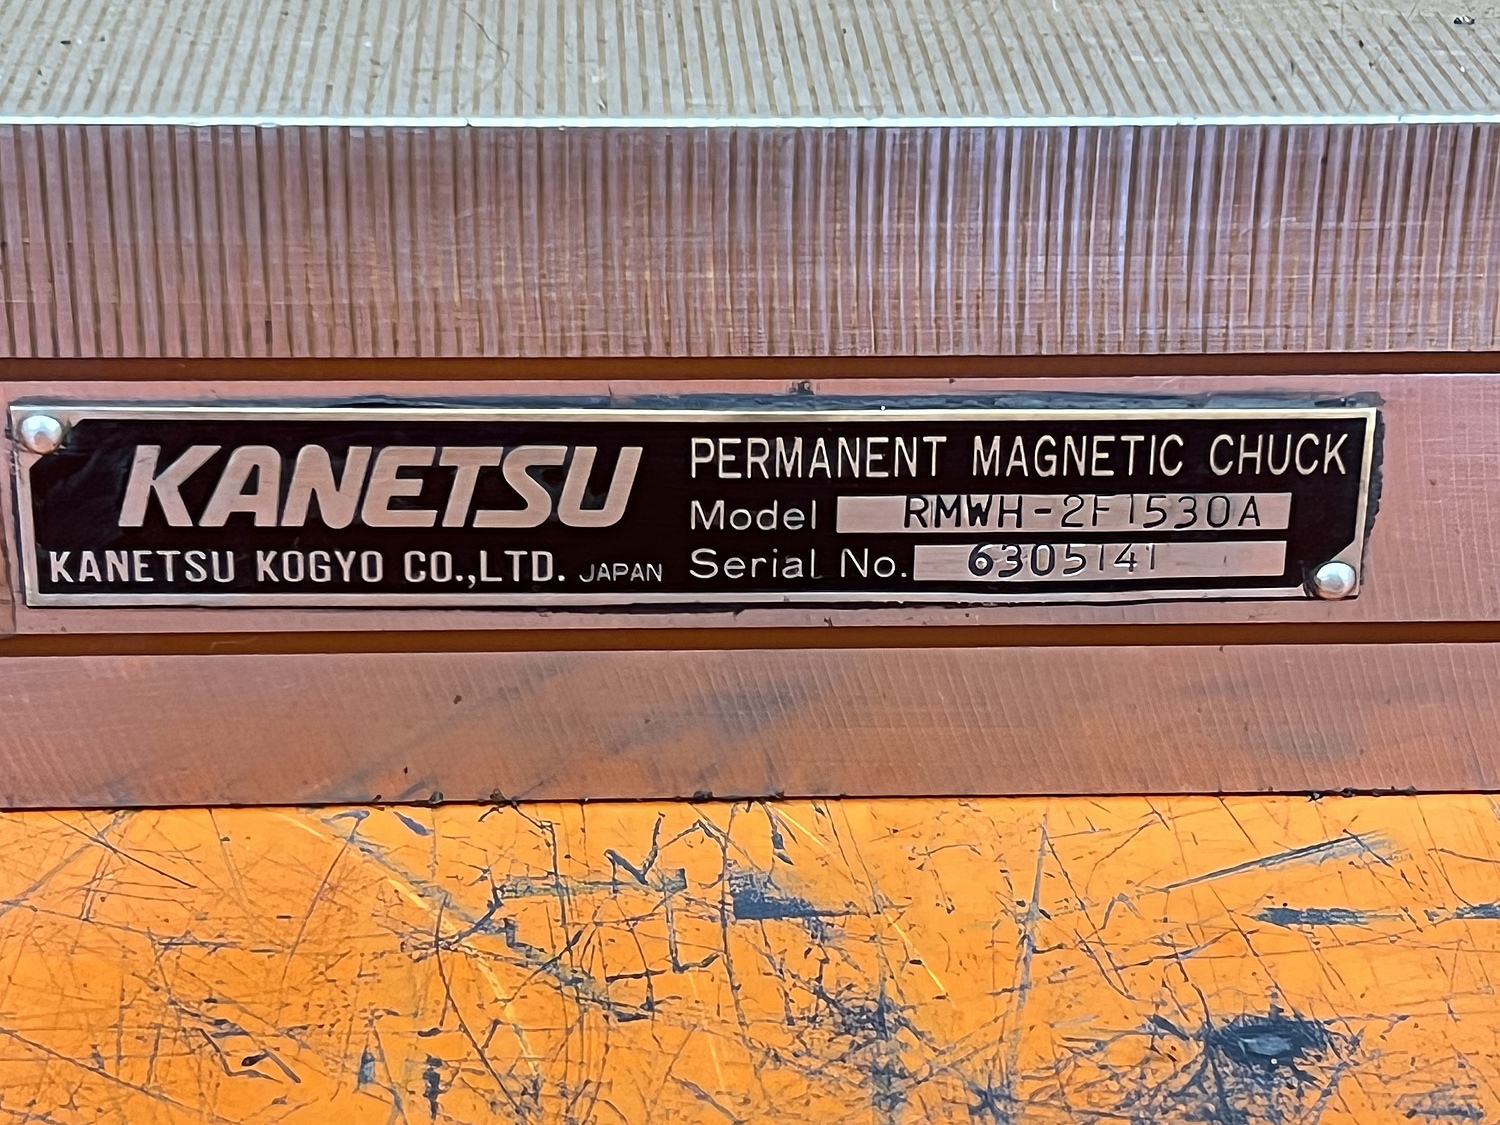 KANETSU
KANETSU KOGYO CO.,LTD. JAPAN
PERMANENT MAGNETIC CHUCK
Model RMWH-2F1530A
Serial No. 6305141